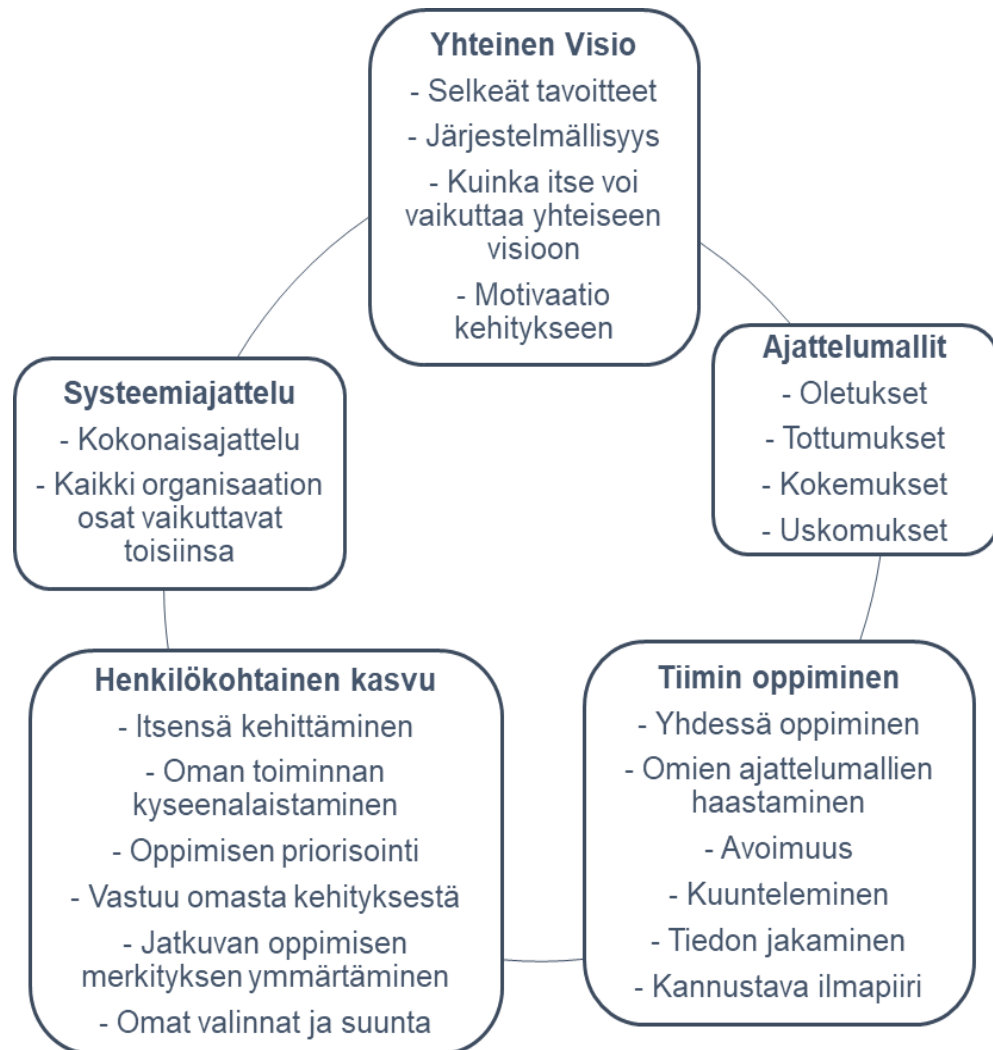 Yhteinen Visio
- Selkeät tavoitteet
- Järjestelmällisyys
- Kuinka itse voi
vaikuttaa yhteiseen
visioon
- Motivaatio
kehitykseen
Ajattelumallit
- Oletukset
- Tottumukset
- Kokemukset
- Uskomukset
Tiimin oppiminen
- Yhdessä oppiminen
- Omien ajattelumallien
haastaminen
- Avoimuus
- Kuunteleminen
- Tiedon jakaminen
- Kannustava ilmapiiri
Henkilökohtainen kasvu
- Itsensä kehittäminen
- Oman toiminnan
kyseenalaistaminen
- Oppimisen priorisointi
- Vastuu omasta kehityksestä
- Jatkuvan oppimisen
merkityksen ymmärtäminen
- Omat valinnat ja suunta
Systeemiajattelu
- Kokonaisajattelu
- Kaikki organisaation
osat vaikuttavat
toisiinsa